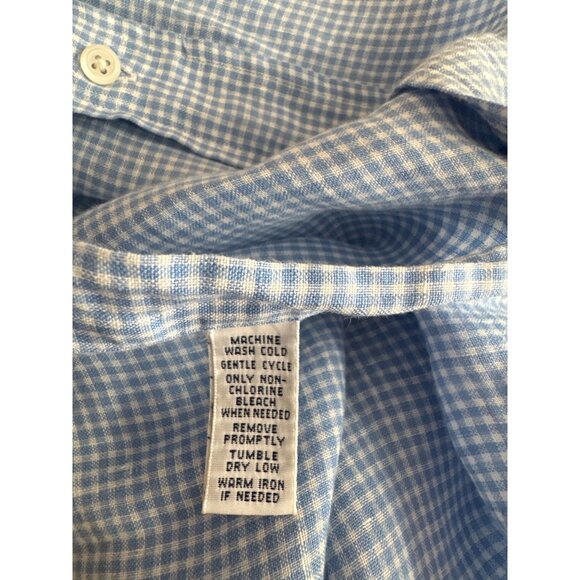 MACHINE
WASH COLD
GENTLE CYCLE
ONLY NON-
CHLORINE
BLEACH
WHEN NEEDED
REMOVE
PROMPTLY
TUMBLE
DRY LOW
WARM IRON
IF NEEDED